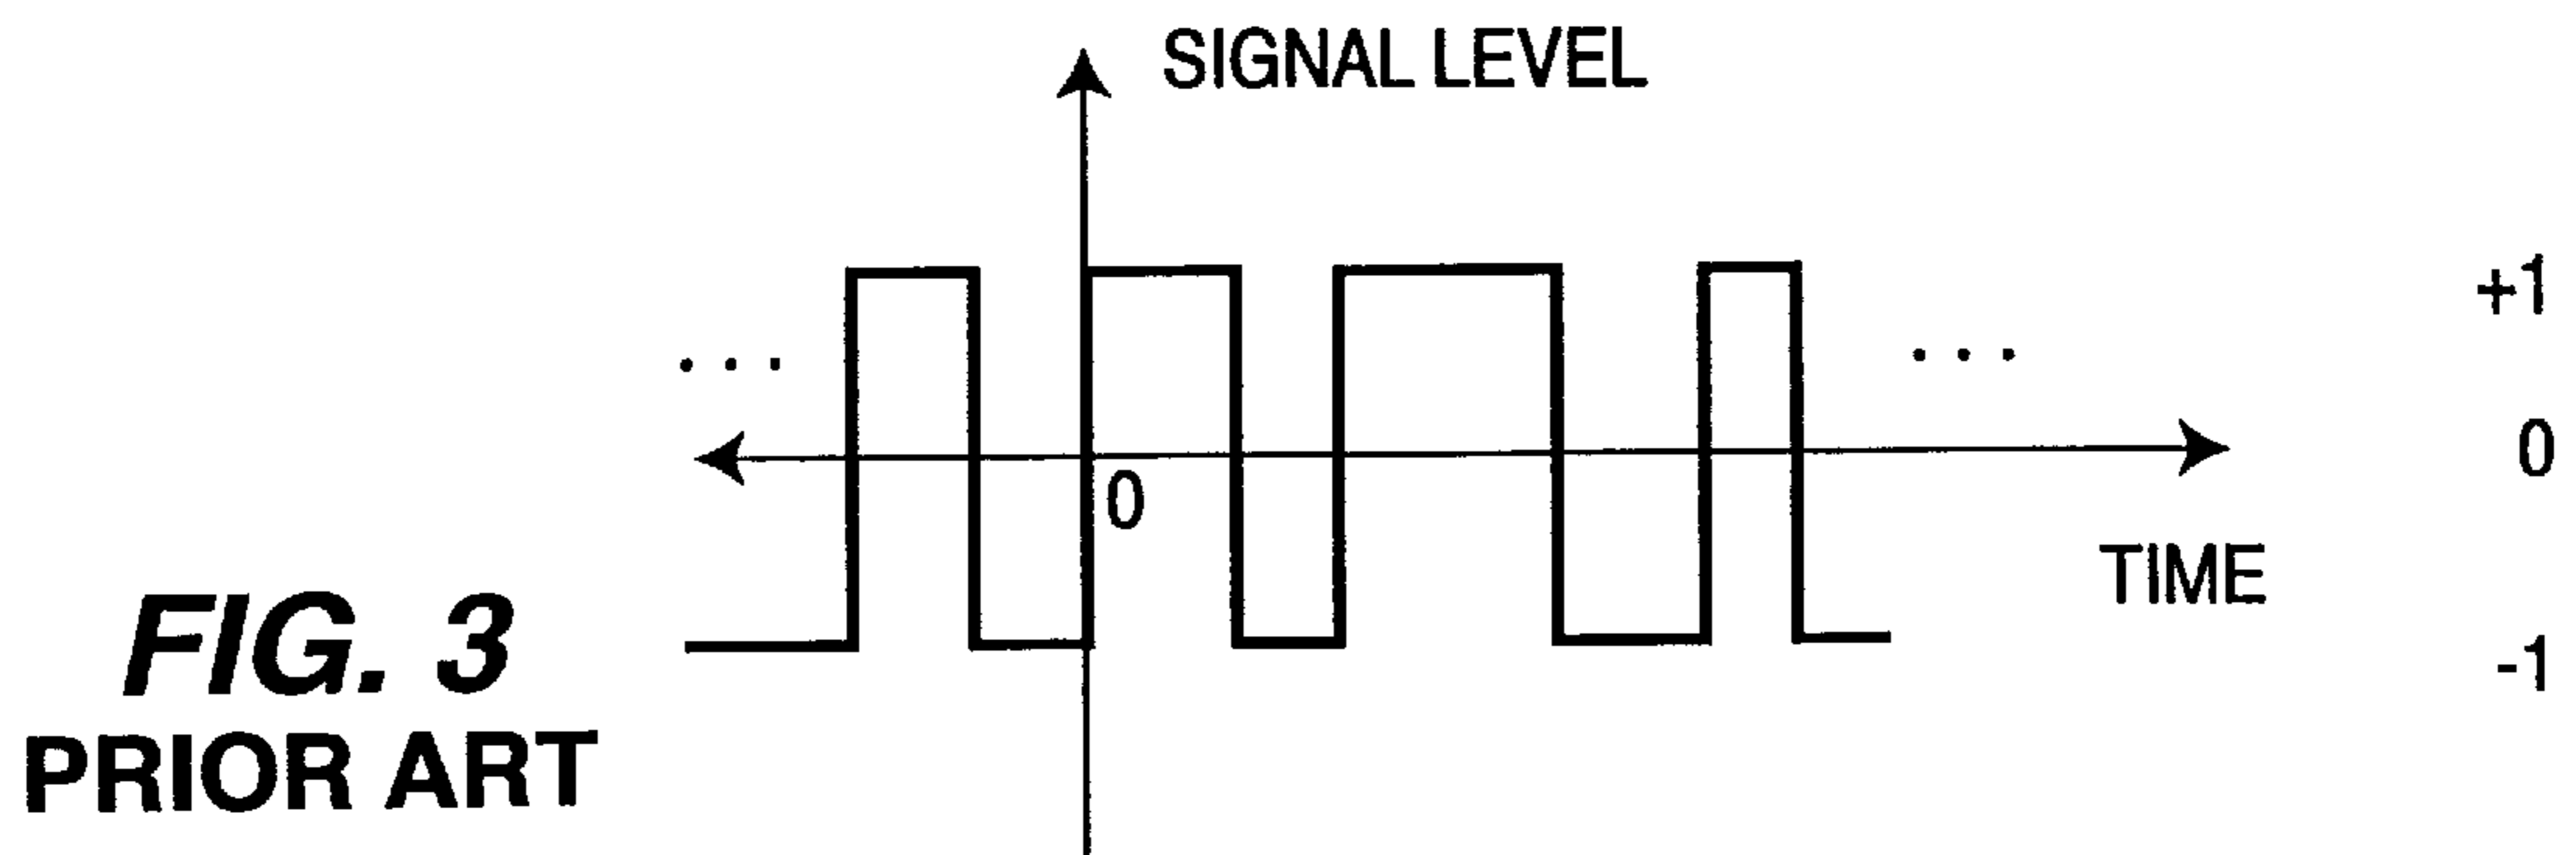 SIGNAL LEVEL
+1
. . .
. . .
0
0
TIME
-1
FIG. 3
PRIOR ART